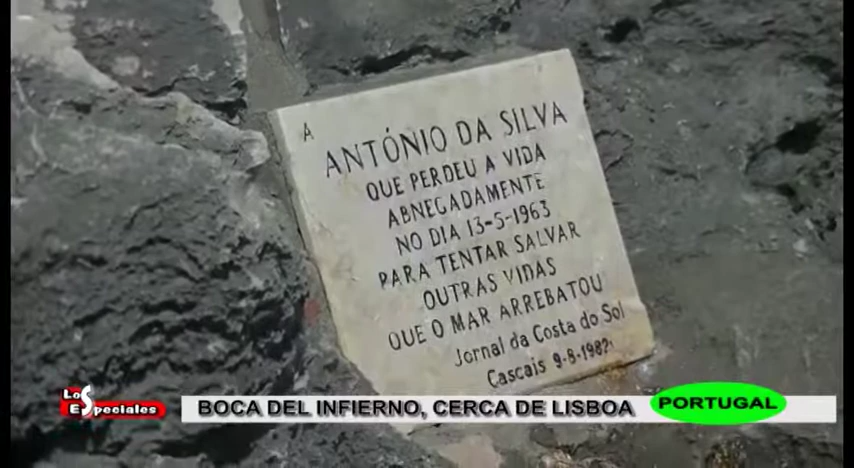 A
ANTÓNIO DA SILVA
QUE PERDEU A VIDA
ABNEGADAMENTE
NO DIA 13-5-1963
PARA TENTAR SALVAR
OUTRAS VIDAS
QUE O MAR ARREBATOU
Jornal da Costa do Sol
Cascais 9-8-1982
Los Especiales
BOCA DEL INFIERNO, CERCA DE LISBOA
PORTUGAL